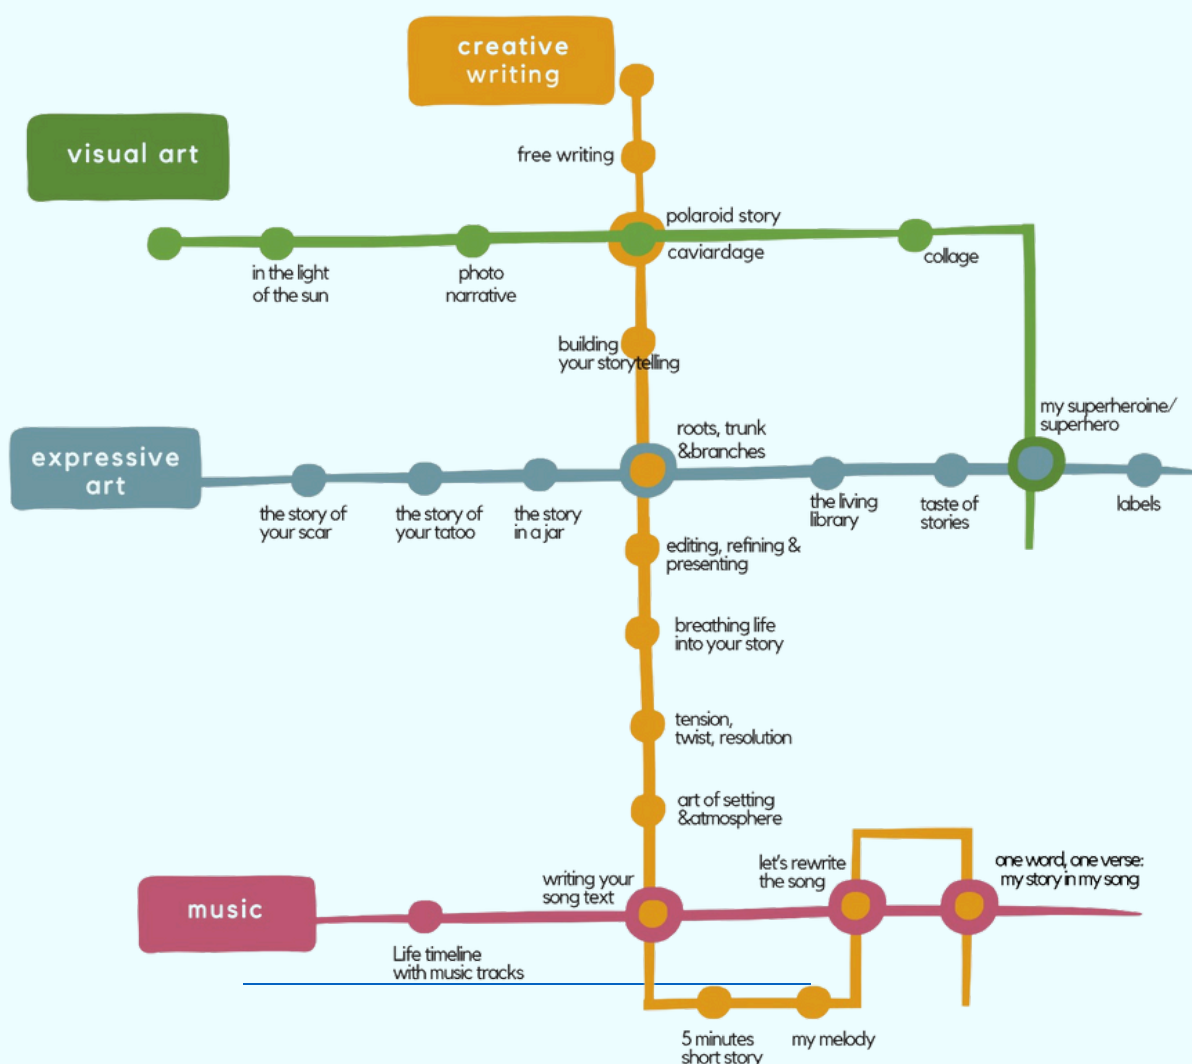 creative
writing
visual art
free writing
polaroid story
caviardage
collage
in the light
of the sun
photo
narrative
building
your storytelling
my superheroine/
superhero
roots, trunk
&branches
expressive
art
the story of
your scar
the story of
your tatoo
the story
in a jar
the living
library
taste of
stories
labels
editing, refining &
presenting
breathing life
into your story
tension,
twist, resolution
art of setting
&atmosphere
let's rewrite
the song
one word, one verse:
my story in my song
writing your
song text
music
Life timeline
with music tracks
5 minutes
short story
my melody